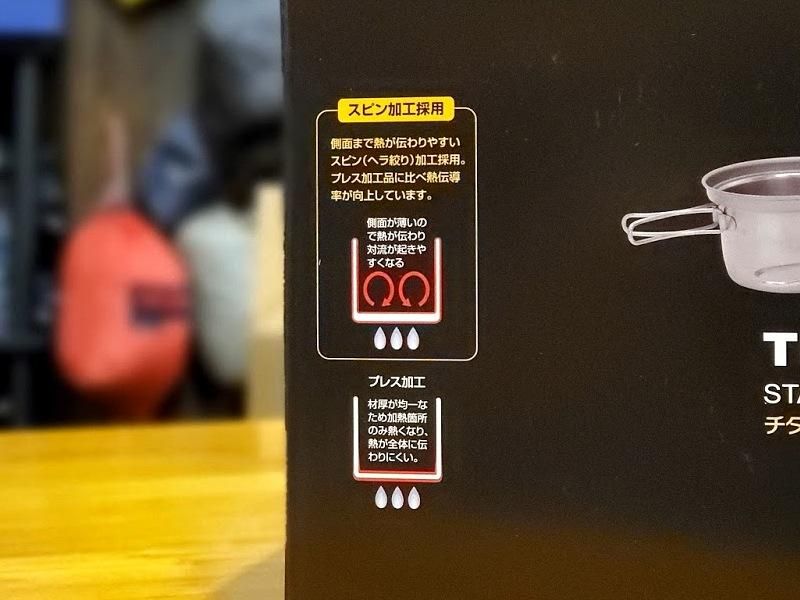 スピン加工採用
側面まで熱が伝わりやすい
スピン(ヘラ絞り)加工採用。
プレス加工品に比べ熱伝導
率が向上しています。
側面が薄いの
で熱が伝わり
対流が起きや
すくなる
プレス加工
材厚が均一な
ため加熱箇所
のみ熱くなり、
熱が全体に伝
わりにくい。
T
STA
チタ